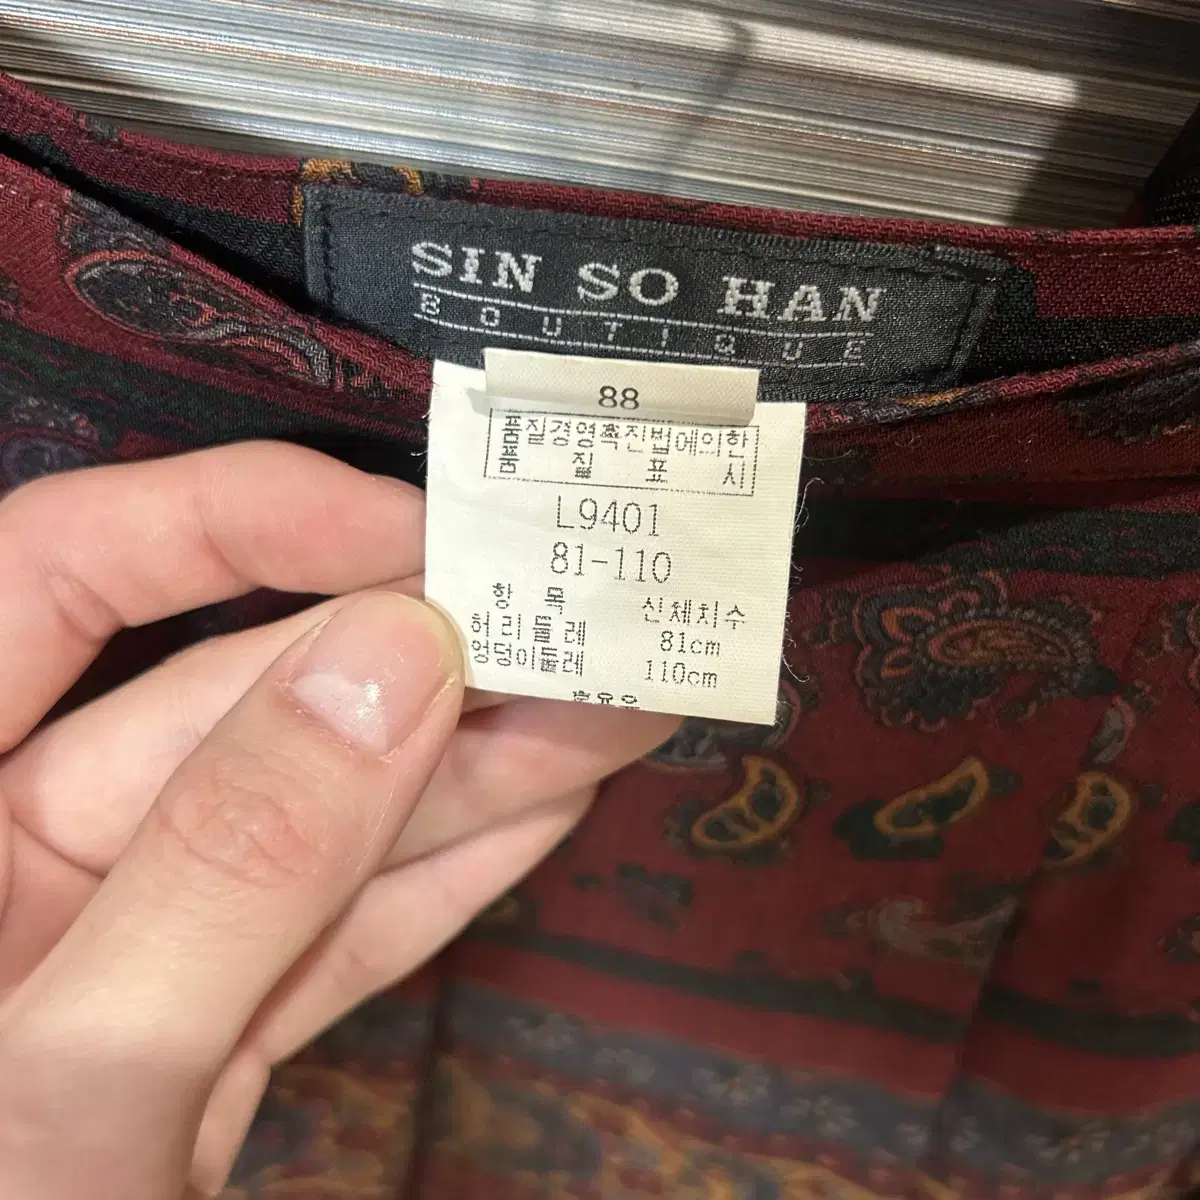 SIN SO HAN
BOUTIQUE
88
품질경영촉진법에의한
품질표시
L9401
81-110
항목 신체치수
허리둘레 81cm
엉덩이둘레 110cm